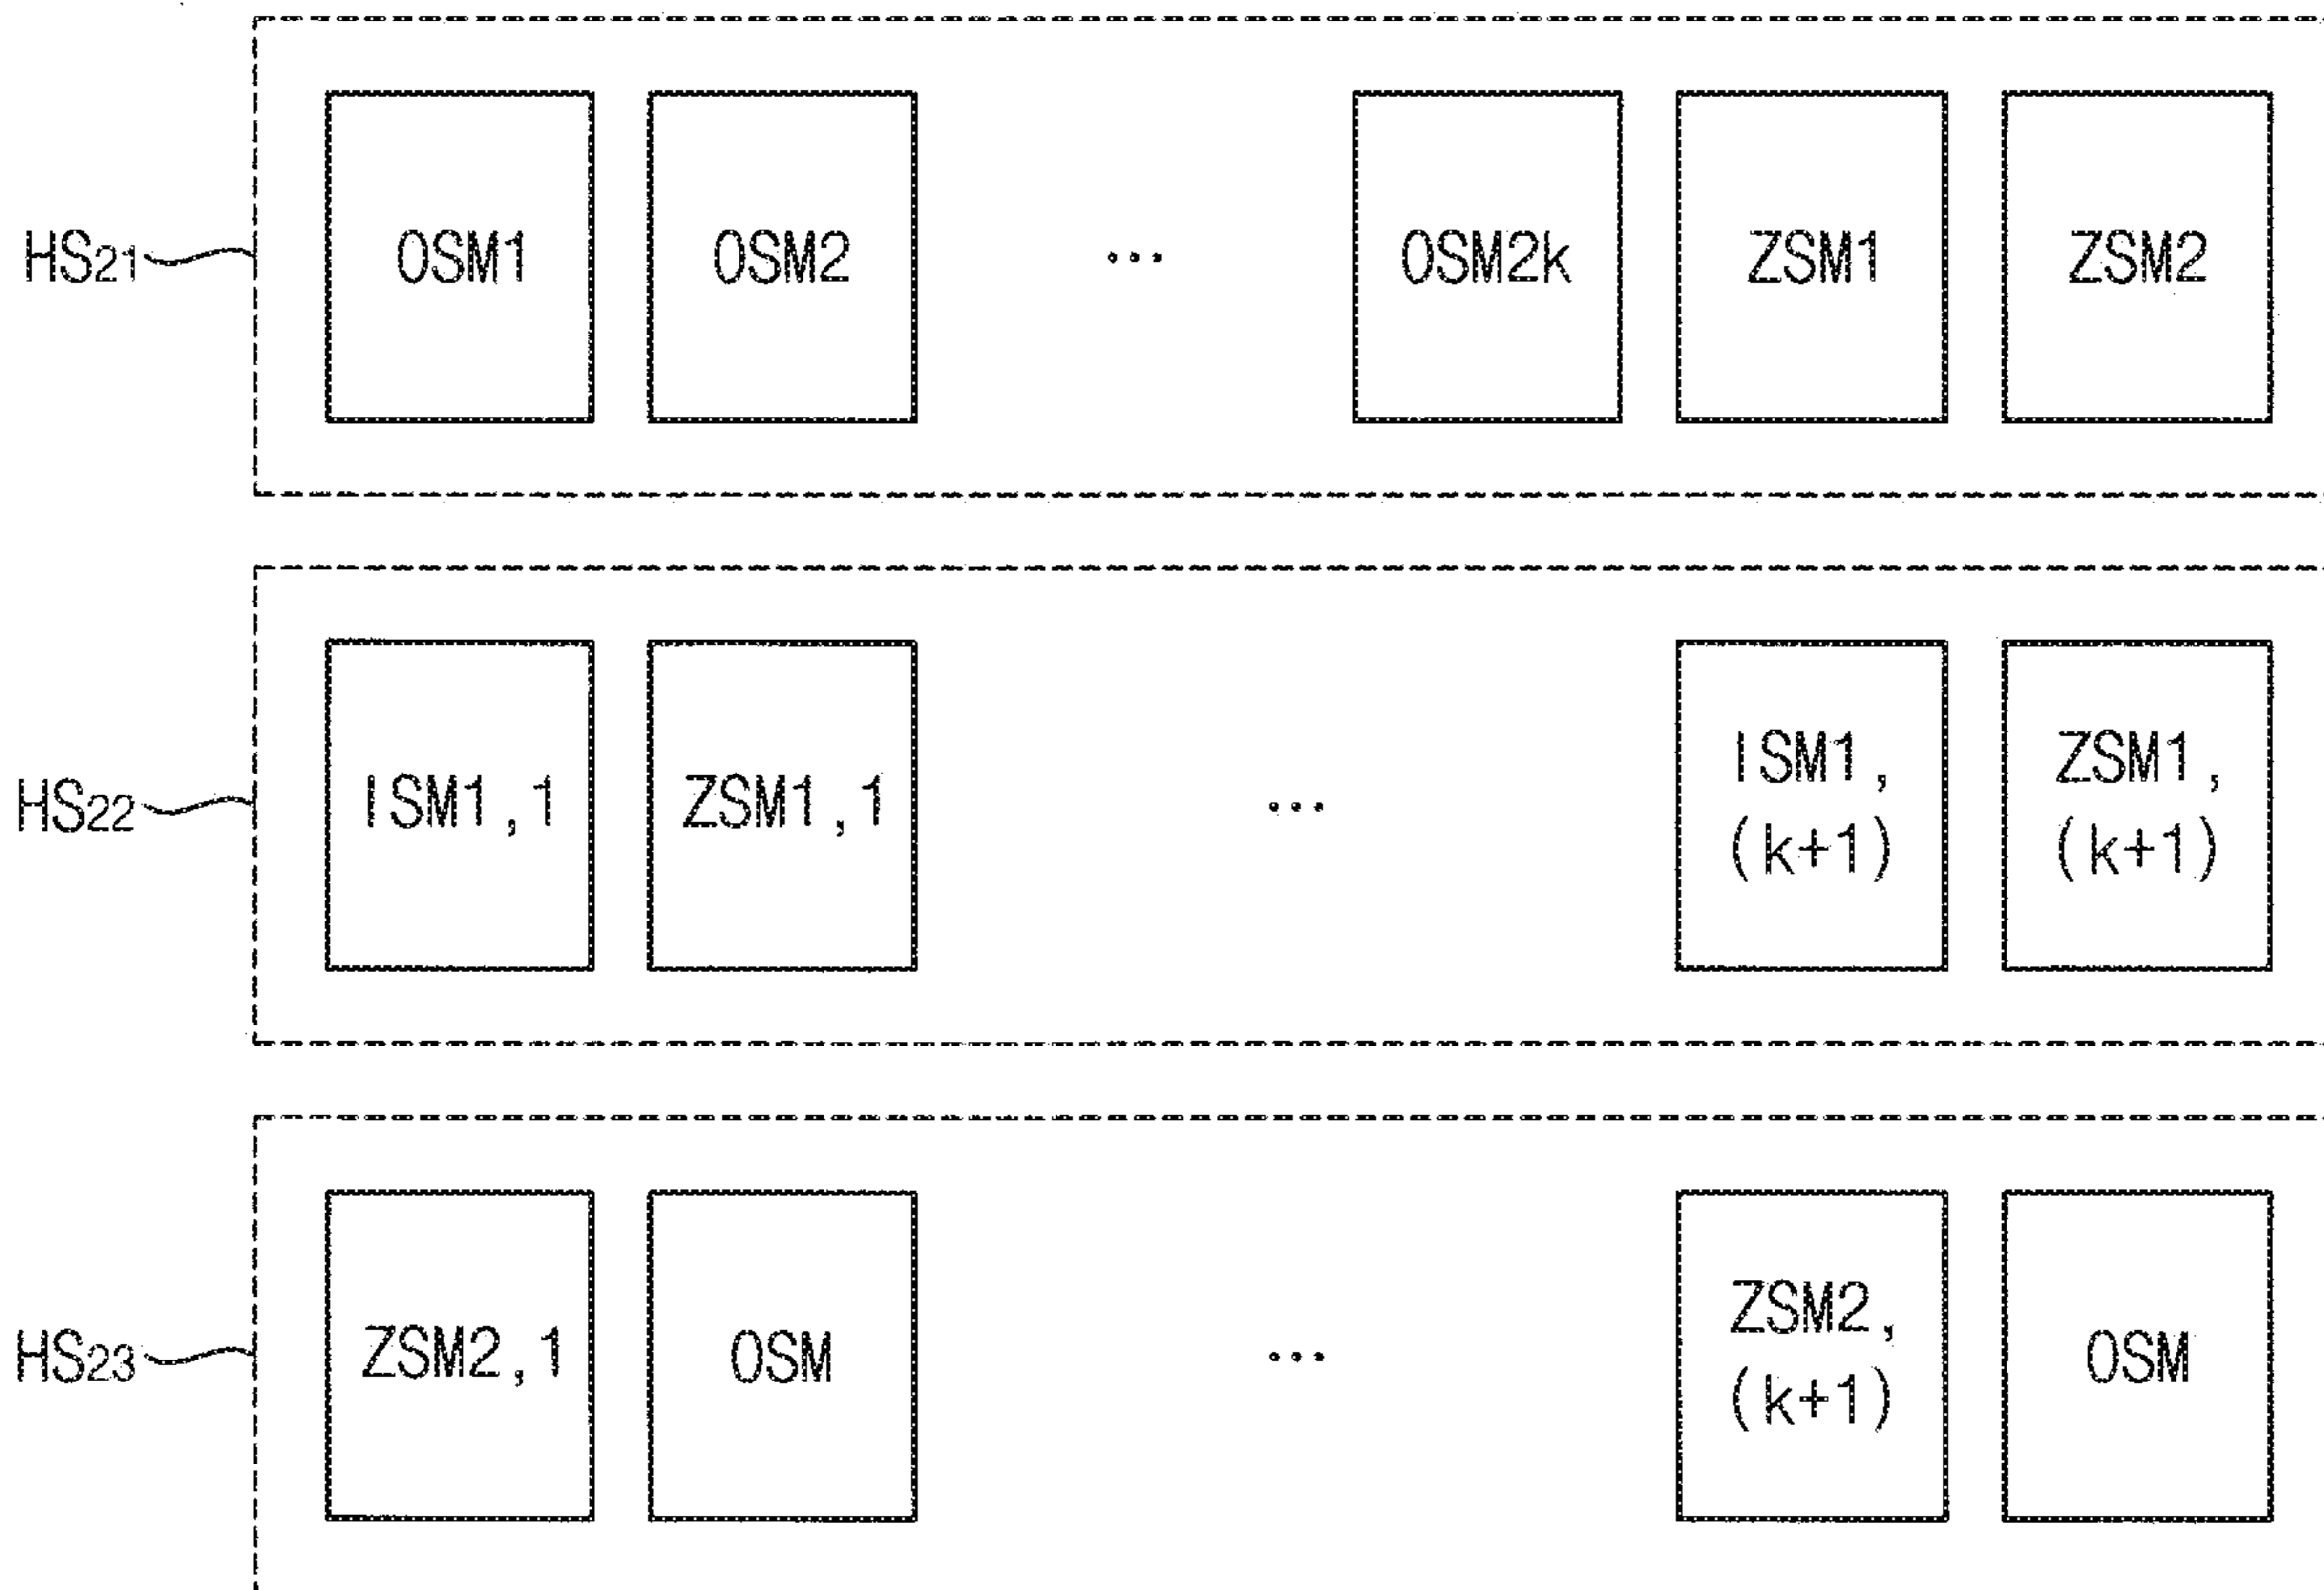 HS21 OSM1 OSM2 ... OSM2k ZSM1 ZSM2
HS22 ISM1,1 ZSM1,1 ... ISM1,(k+1) ZSM1,(k+1)
HS23 ZSM2,1 OSM ... ZSM2,(k+1) OSM